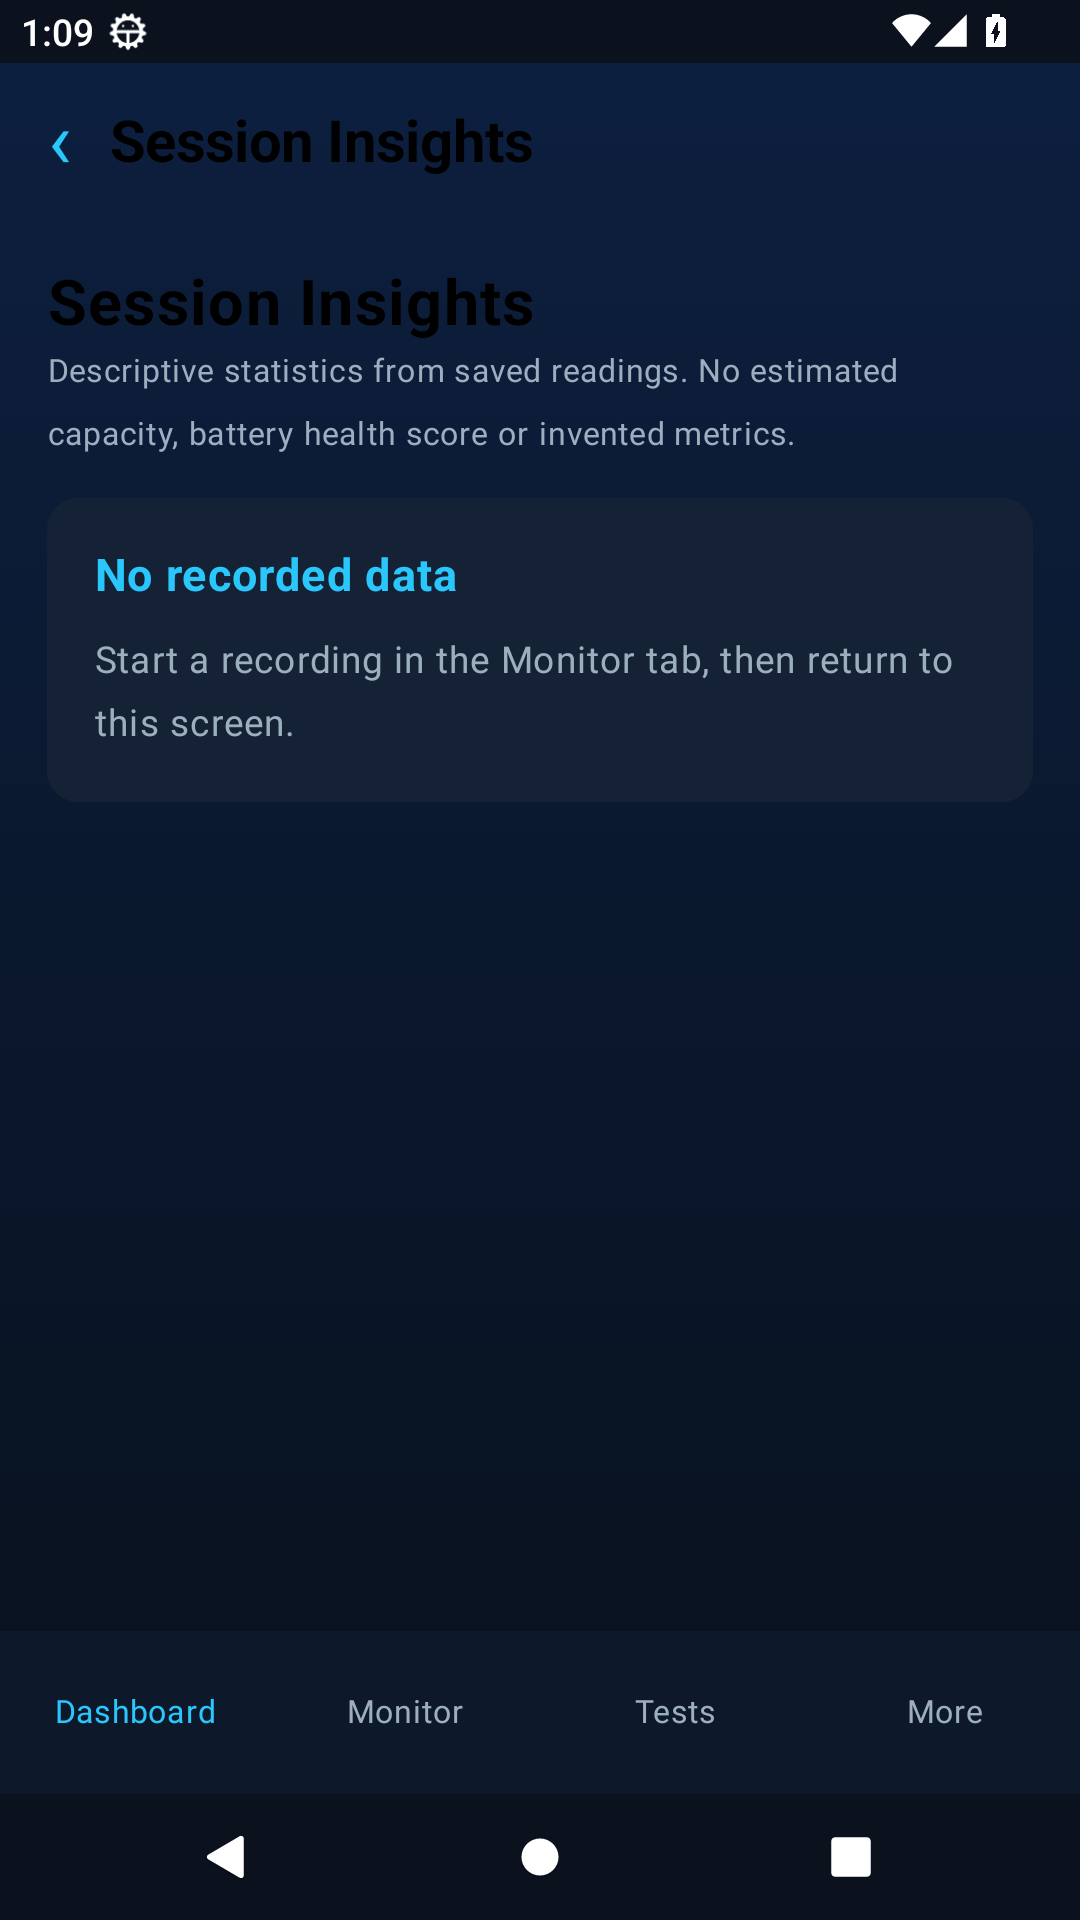 1:09
Session Insights
Session Insights
Descriptive statistics from saved readings. No estimated
capacity, battery health score or invented metrics.
No recorded data
Start a recording in the Monitor tab, then return to
this screen.
Dashboard Monitor Tests More